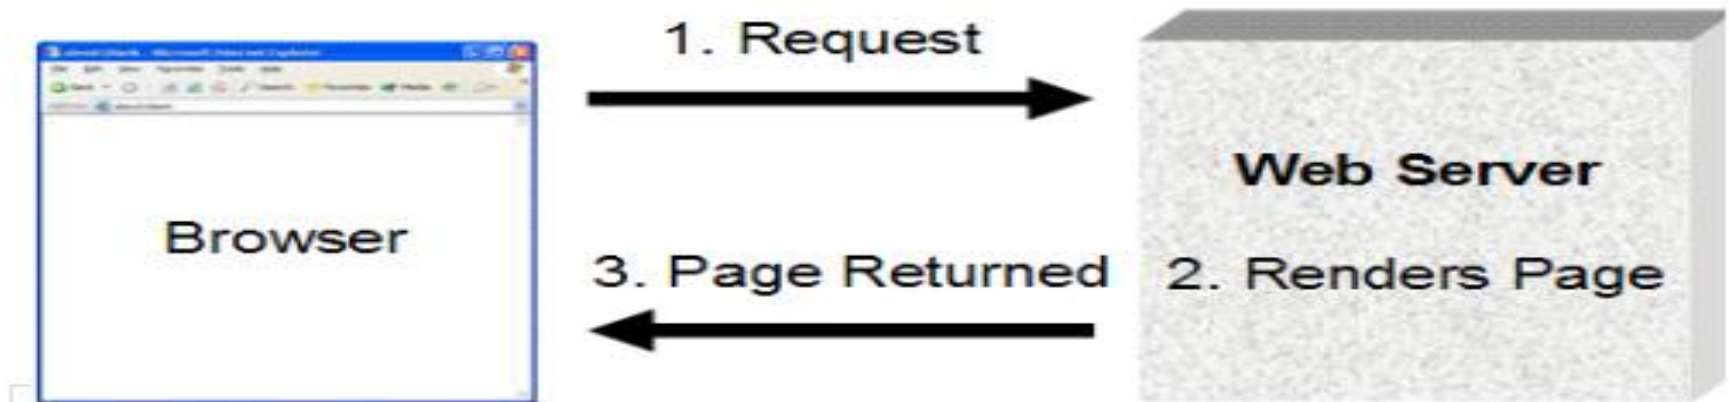 1. Request
Web Server
Browser
3. Page Returned
2. Renders Page